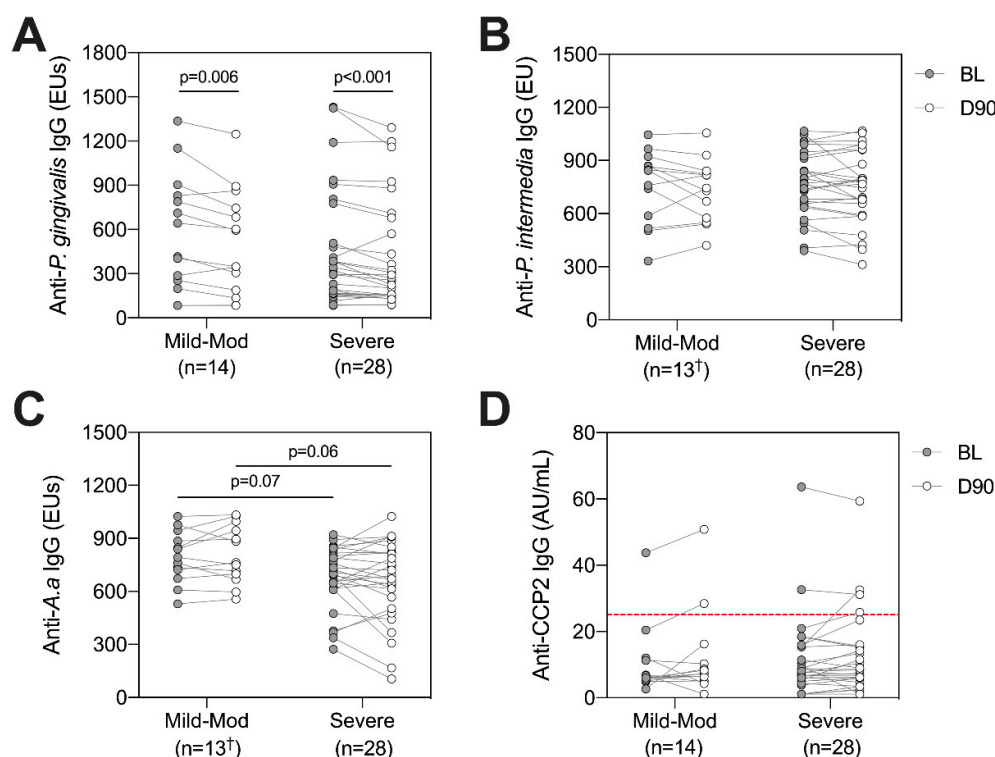 A
Anti-P. gingivalis IgG (EUs)
1800
1500
1200
900
600
300
0
p=0.006
p<0.001
Mild-Mod
(n=14)
Severe
(n=28)
B
Anti-P. intermedia IgG (EU)
1500
1200
900
600
300
0
Mild-Mod
(n=13†)
Severe
(n=28)
BL
D90
C
Anti-A.a IgG (EUs)
1500
1200
900
600
300
0
p=0.06
p=0.07
Mild-Mod
(n=13†)
Severe
(n=28)
D
Anti-CCP2 IgG (AU/mL)
80
60
40
20
0
Mild-Mod
(n=14)
Severe
(n=28)
BL
D90